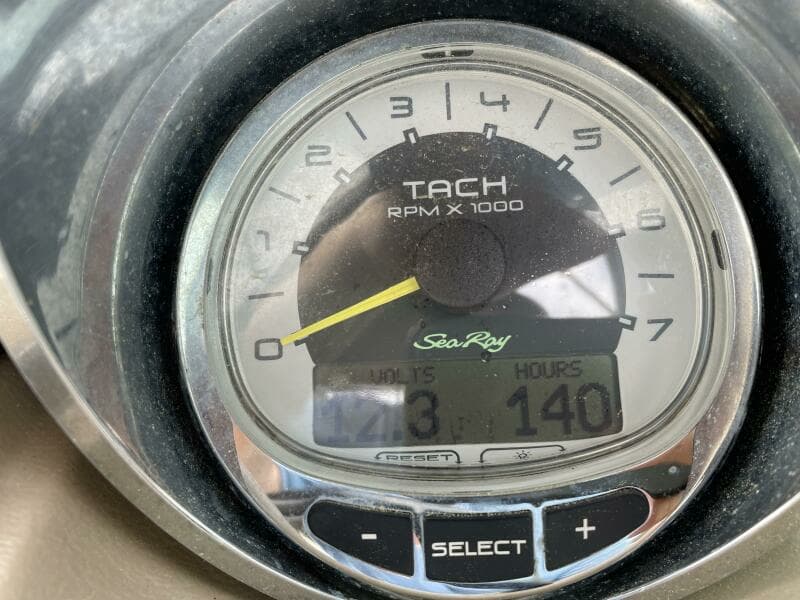 3 4
2 5
1 6
0 7
TACH
RPM X 1000
Sea Ray
VOLTS HOURS
12.3 140
RESET
- SELECT +